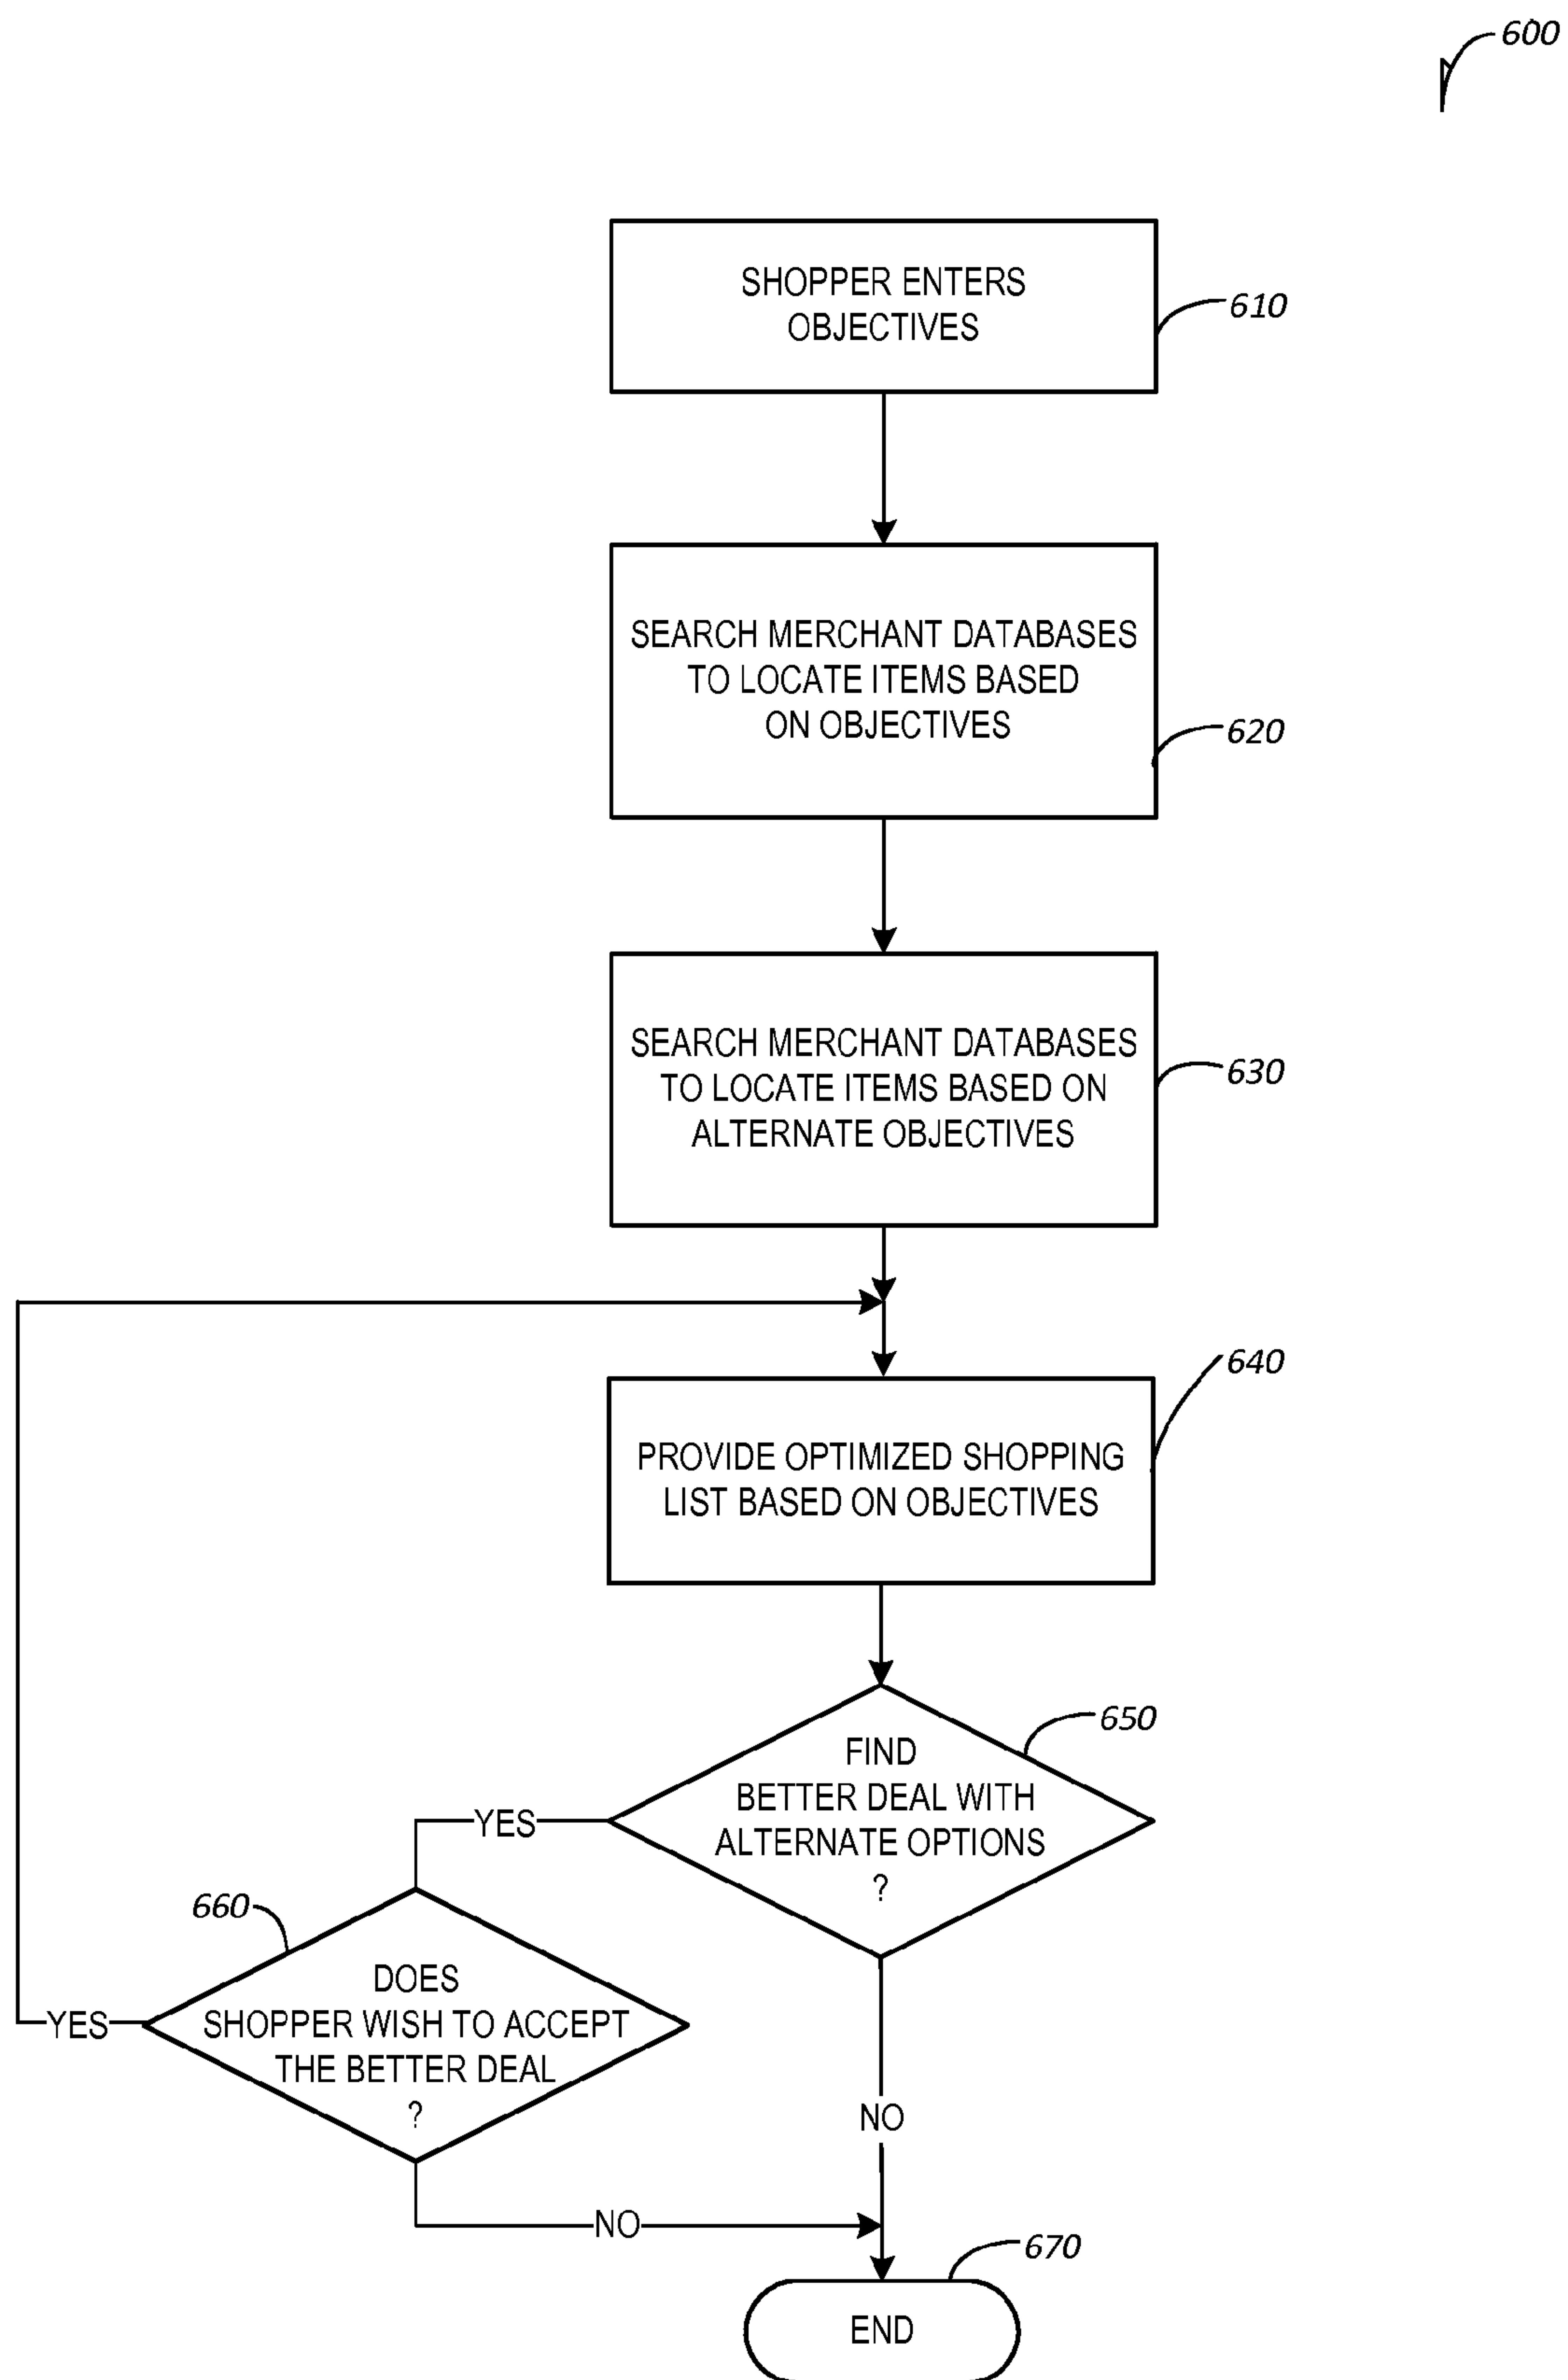 600
SHOPPER ENTERS
OBJECTIVES
610
SEARCH MERCHANT DATABASES
TO LOCATE ITEMS BASED
ON OBJECTIVES
620
SEARCH MERCHANT DATABASES
TO LOCATE ITEMS BASED ON
ALTERNATE OBJECTIVES
630
640
PROVIDE OPTIMIZED SHOPPING
LIST BASED ON OBJECTIVES
650
FIND
BETTER DEAL WITH
ALTERNATE OPTIONS
?
YES
660
DOES
SHOPPER WISH TO ACCEPT
THE BETTER DEAL
?
YES
NO
NO
670
END